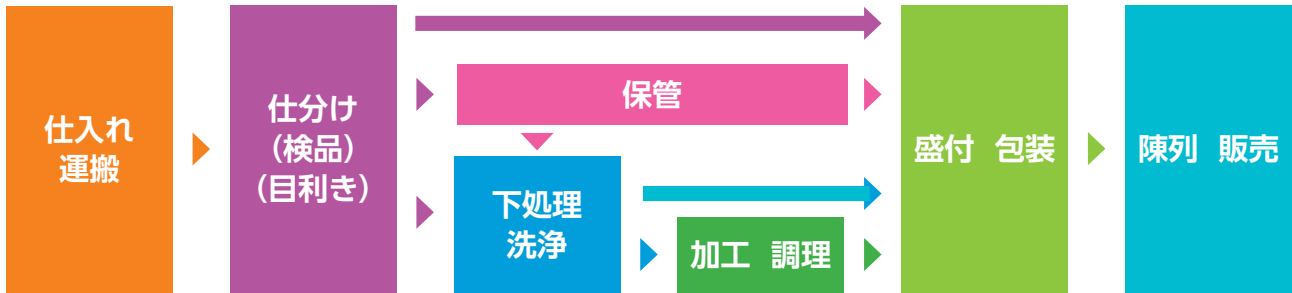 仕入れ
運搬
仕分け
（検品）
（目利き）
保管
下処理
洗浄
加工 調理
盛付 包装
陳列 販売